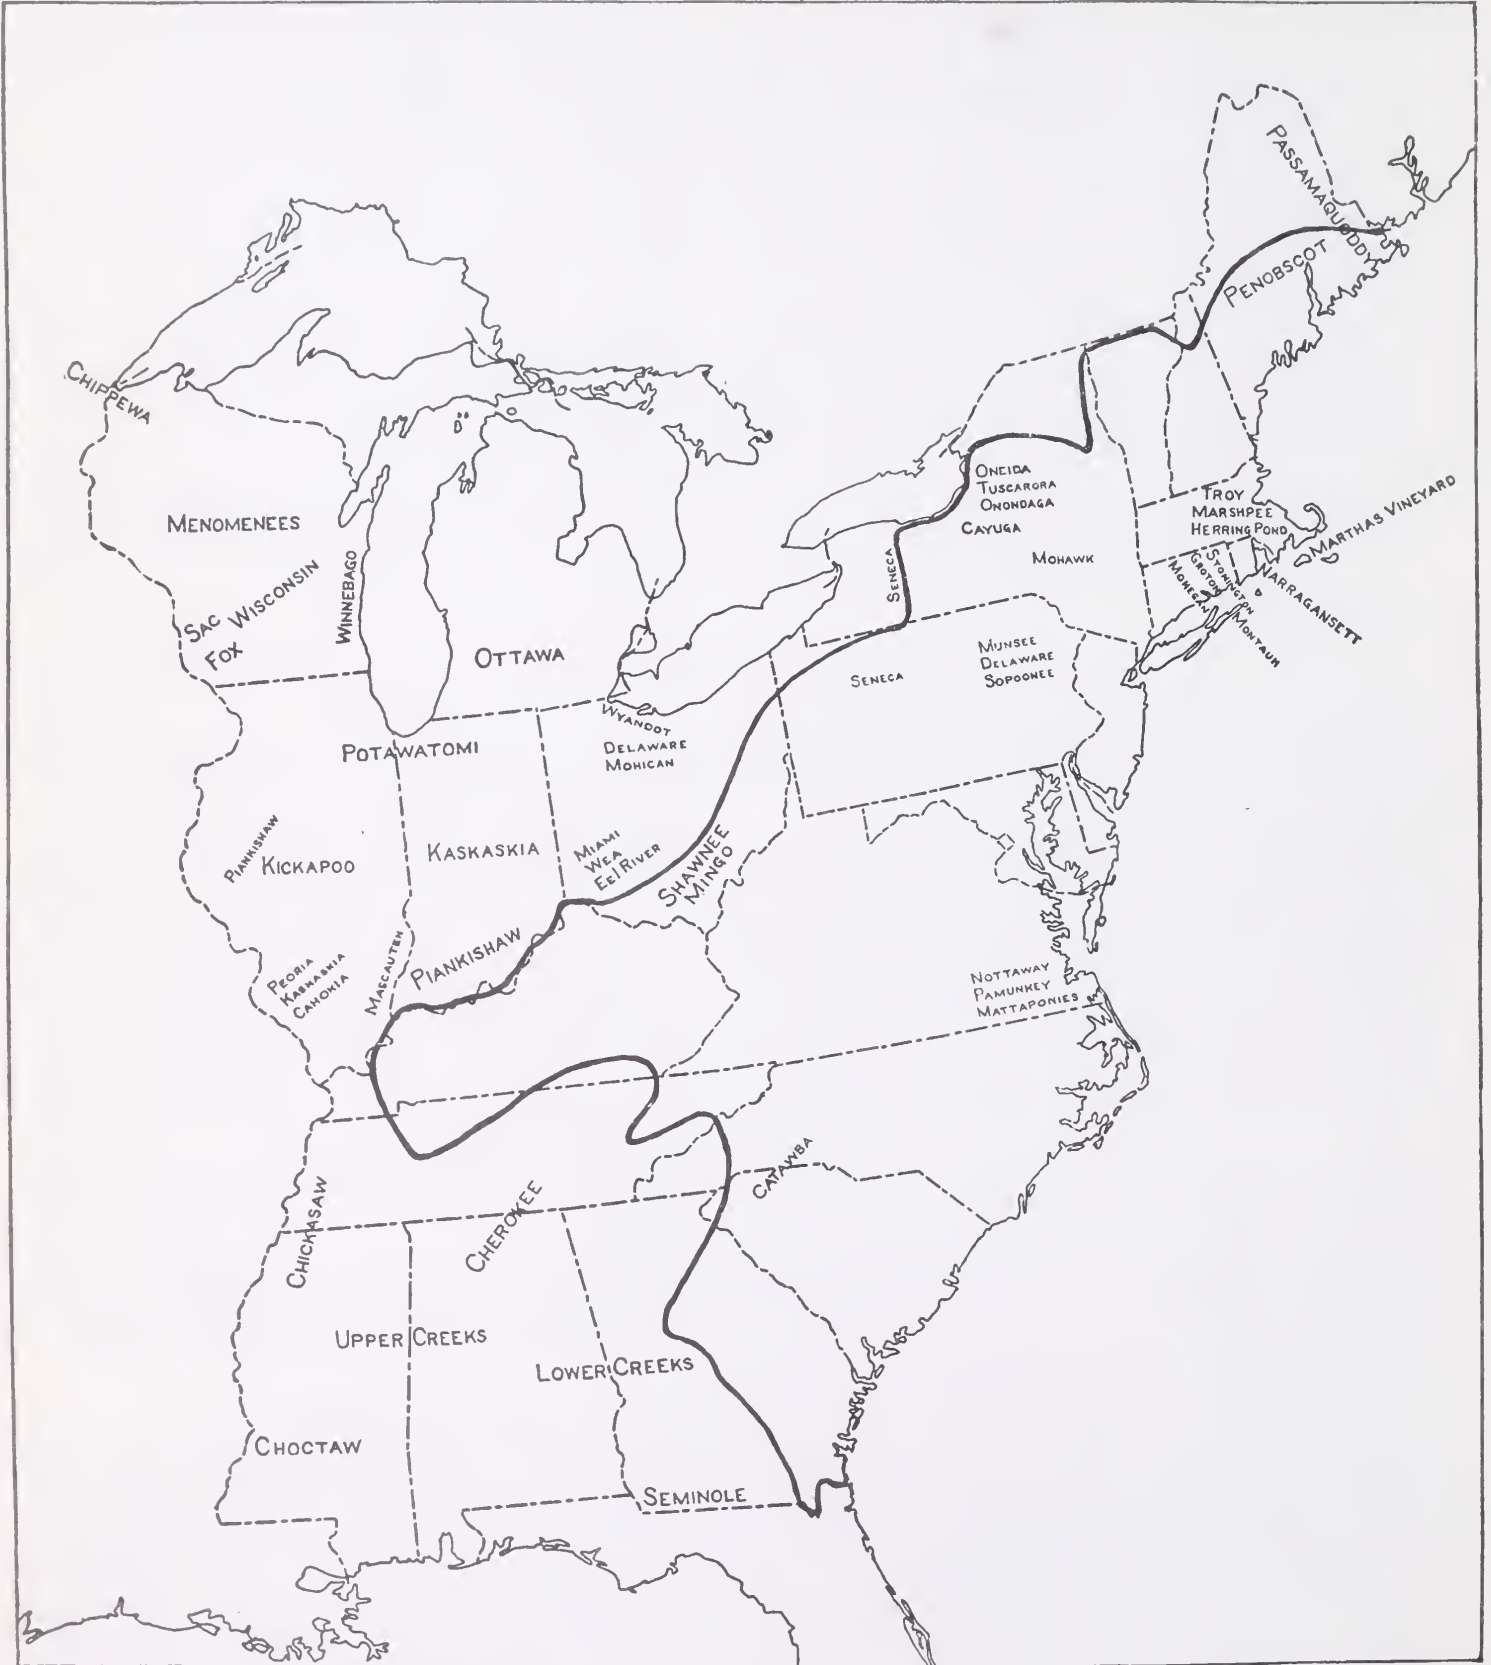 PASSAMAQUODDY
PENOBSCOT
CHIPPEWA
MENOMENEES
SAC
FOX
WISCONSIN
WINNEBAGO
OTTAWA
ONEIDA
TUSCARORA
ONONDAGA
CAYUGA
MOHAWK
SENECA
TROY
MARSHPEE
HERRING POND
MARTHAS VINEYARD
NARRAGANSETT
STONINGTON
GROTON
MOHEGAN
MONTAUK
MUNSEE
DELAWARE
SOPOONEE
SENECA
WYANDOT
DELAWARE
MOHICAN
POTAWATOMI
PIANKISHAW
KICKAPOO
KASKASKIA
MIAMI
WEA
EEL RIVER
SHAWNEE
MINGO
PEORIA
KASKASKIA
CAHOKIA
MASCAUTEN
PIANKISHAW
NOTTAWAY
PAMUNKEY
MATTAPONIES
CATAWBA
CHICKASAW
CHEROKEE
UPPER CREEKS
LOWER CREEKS
CHOCTAW
SEMINOLE